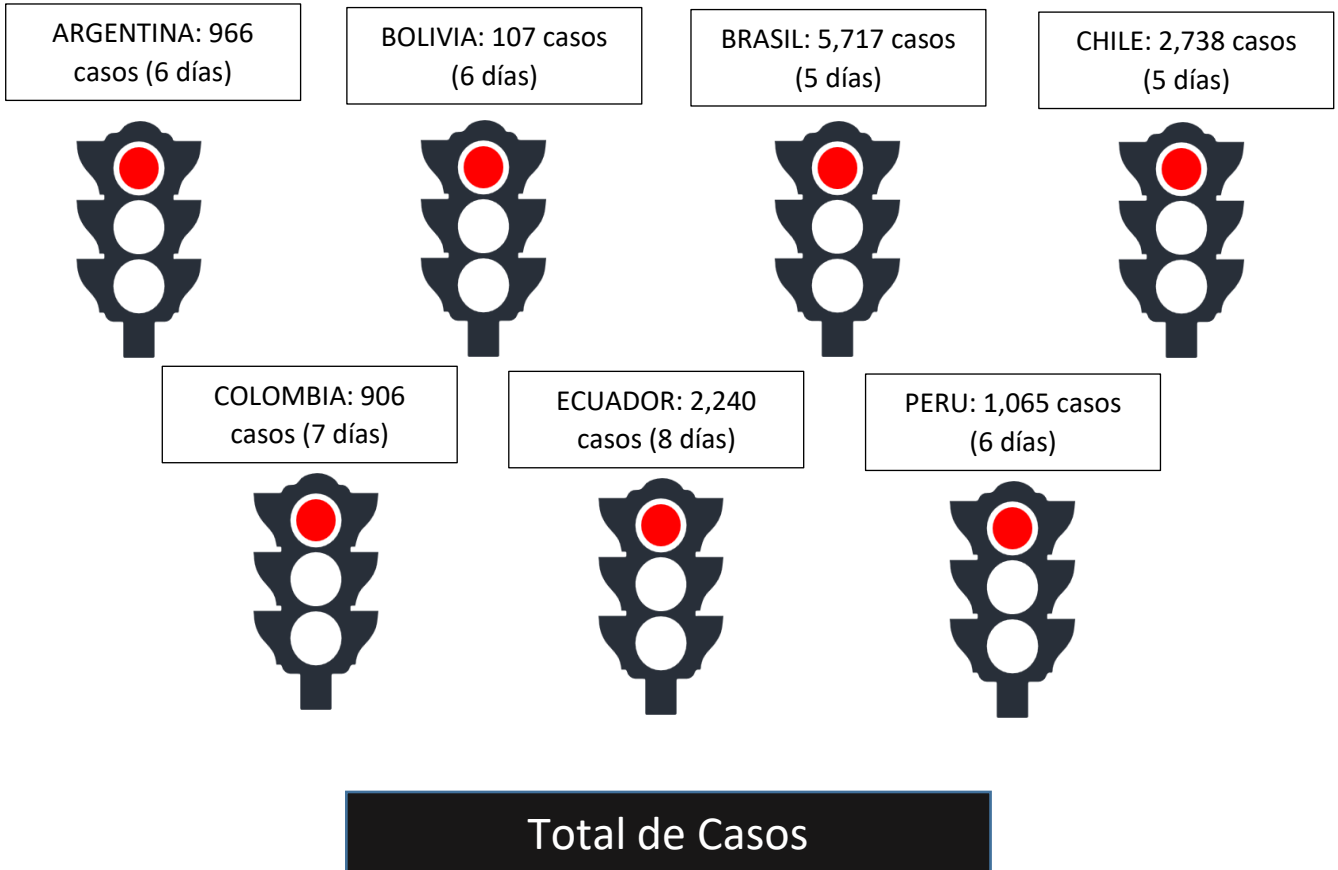 ARGENTINA: 966
casos (6 días)
BOLIVIA: 107 casos
(6 días)
BRASIL: 5,717 casos
(5 días)
CHILE: 2,738 casos
(5 días)
COLOMBIA: 906
casos (7 días)
ECUADOR: 2,240
casos (8 días)
PERU: 1,065 casos
(6 días)
Total de Casos